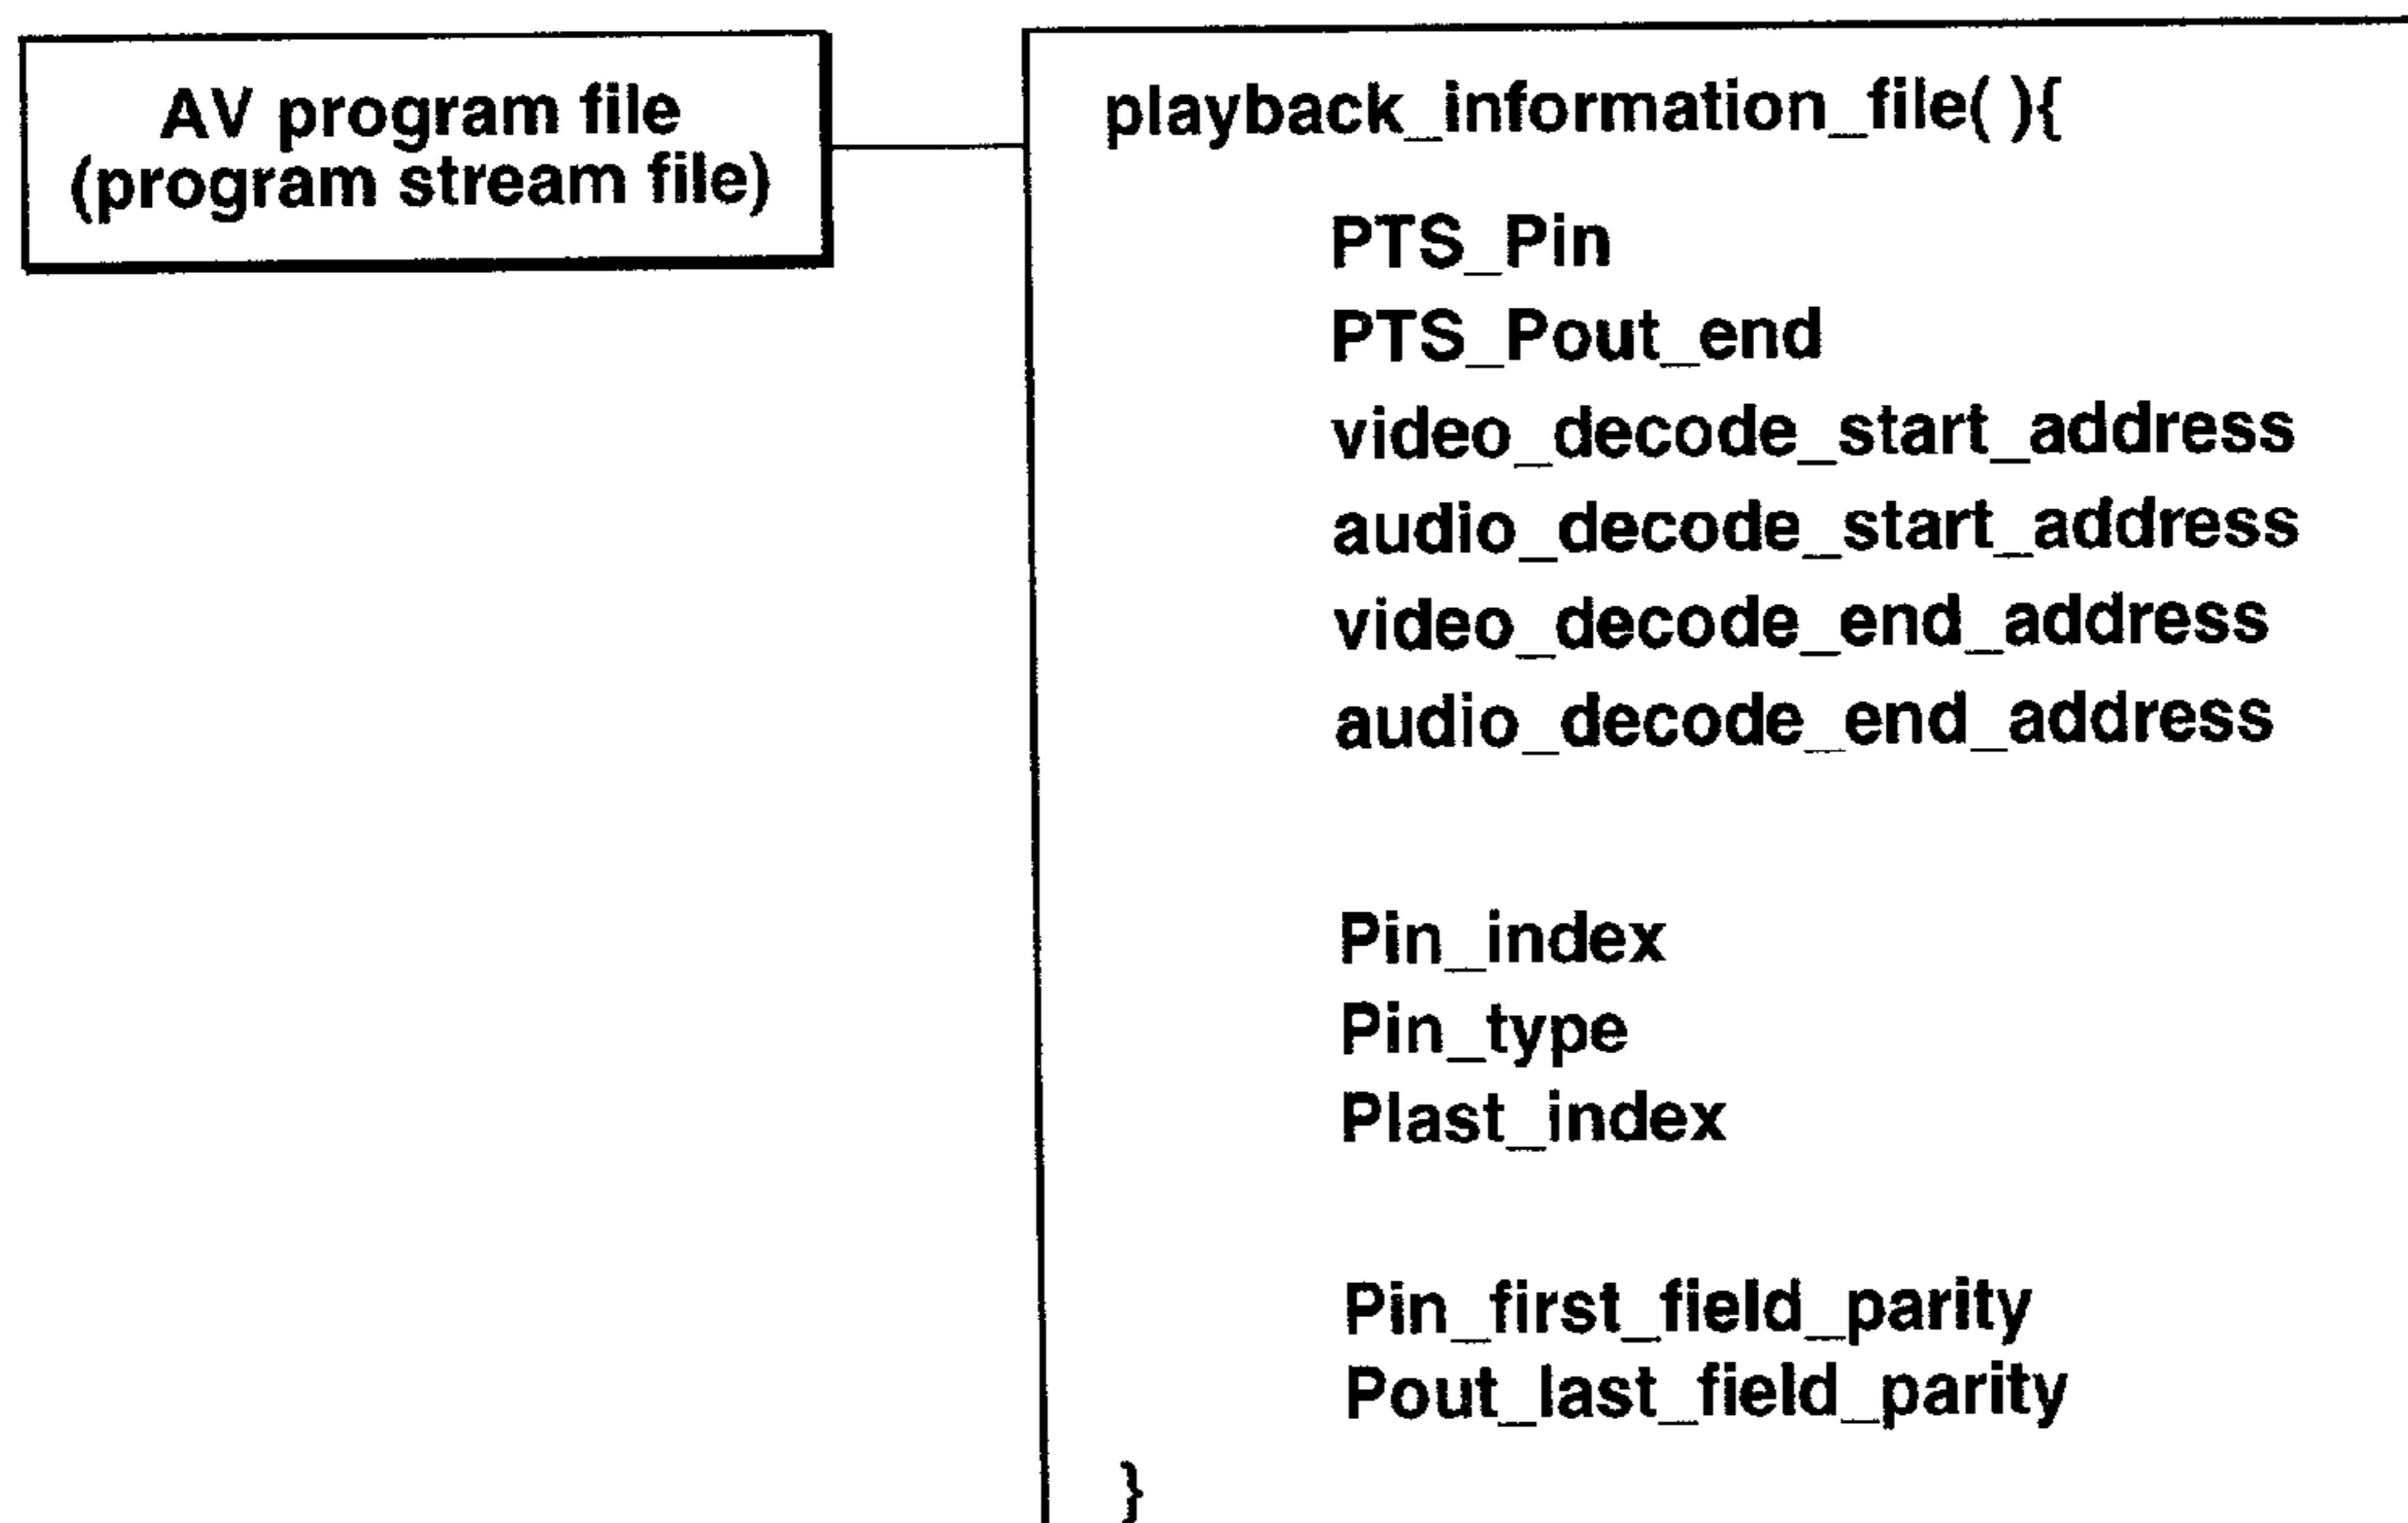 AV program file
(program stream file)
playback_information_file( ){
PTS_Pin
PTS_Pout_end
video_decode_start_address
audio_decode_start_address
video_decode_end_address
audio_decode_end_address
Pin_index
Pin_type
Plast_index
Pin_first_field_parity
Pout_last_field_parity
}